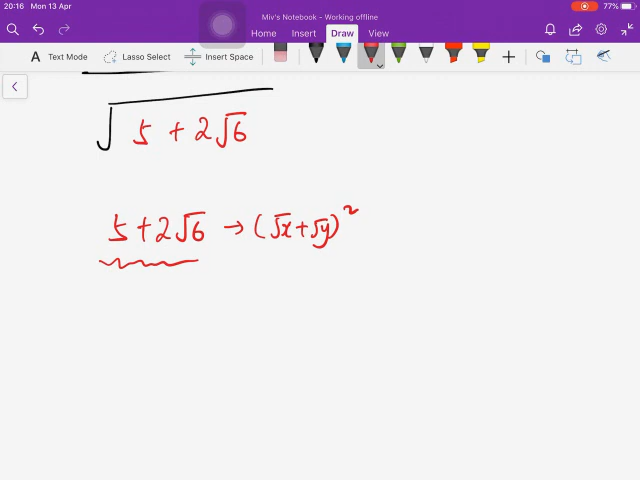 20:16 Mon 13 Apr
Miv's Notebook - Working offline
77%
Home Insert Draw View
A Text Mode Lasso Select Insert Space
√(5 + 2√6)
5 + 2√6 → (√x + √y)²